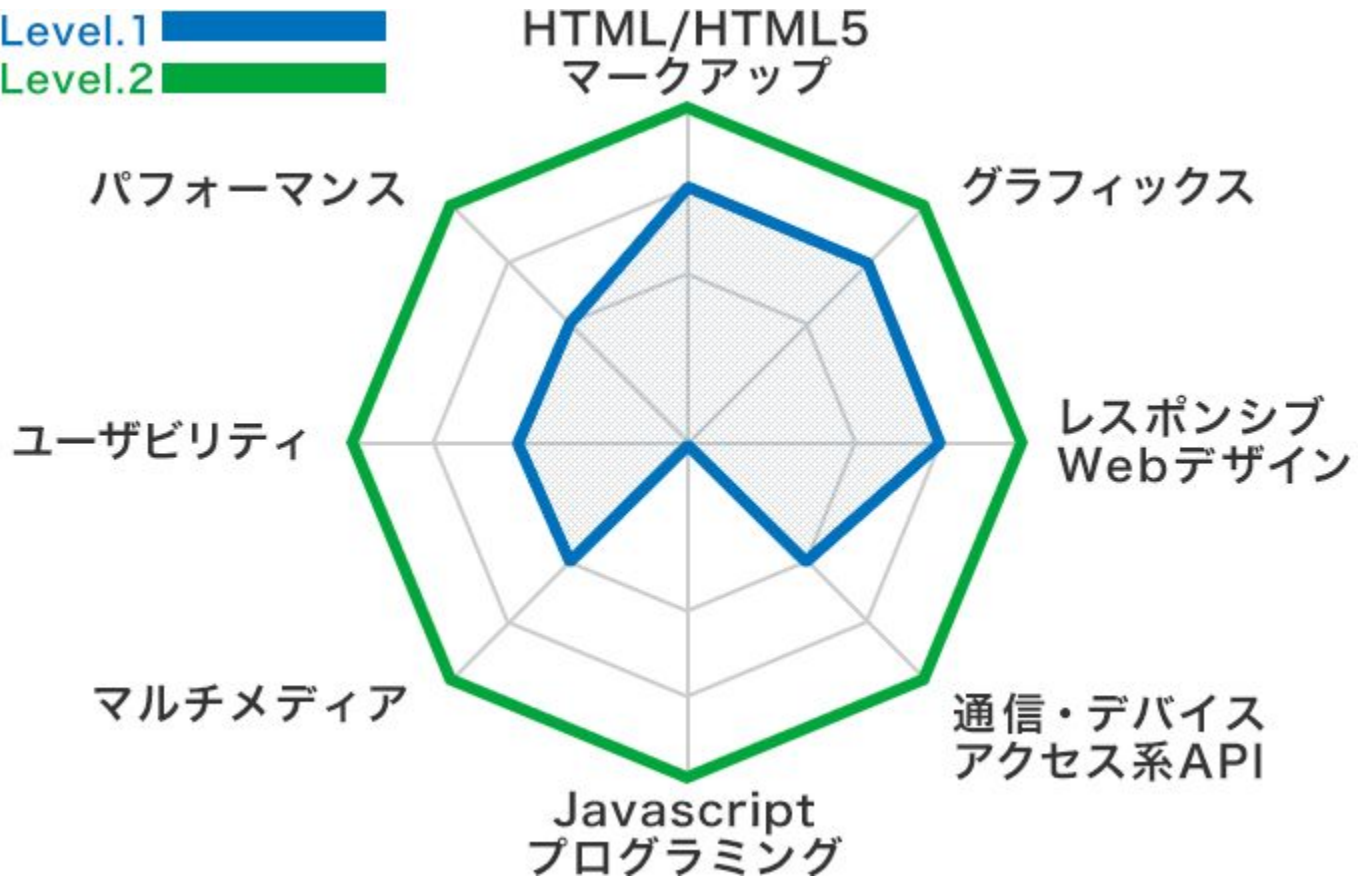 Level.1
Level.2
HTML/HTML5
マークアップ
パフォーマンス
グラフィックス
ユーザビリティ
レスポンシブ
Webデザイン
マルチメディア
通信・デバイス
アクセス系API
Javascript
プログラミング